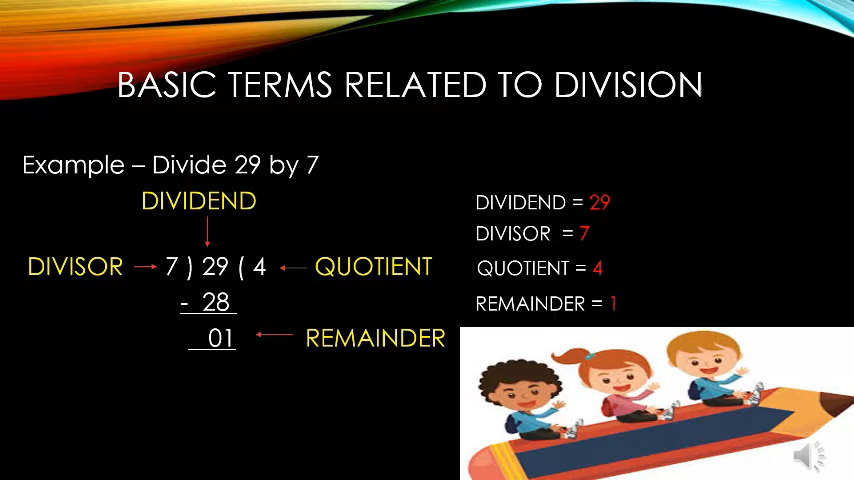 BASIC TERMS RELATED TO DIVISION
Example – Divide 29 by 7
DIVIDEND
DIVISOR 7 ) 29 ( 4 QUOTIENT
- 28
01 REMAINDER
DIVIDEND = 29
DIVISOR = 7
QUOTIENT = 4
REMAINDER = 1